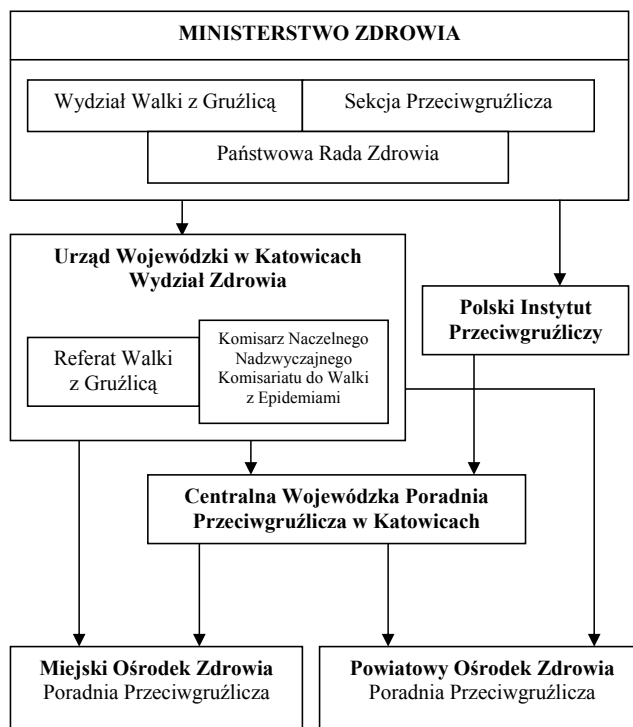 MINISTERSTWO ZDROWIA
Wydział Walki z Gruźlicą
Sekcja Przeciwgruźlicza
Państwowa Rada Zdrowia
Urząd Wojewódzki w Katowicach
Wydział Zdrowia
Polski Instytut
Przeciwgruźliczy
Referat Walki
z Gruźlicą
Komisarz Naczelnego
Nadzwyczajnego
Komisariatu do Walki
z Epidemiami
Centralna Wojewódzka Poradnia
Przeciwgruźlicza w Katowicach
Miejski Ośrodek Zdrowia
Poradnia Przeciwgruźlicza
Powiatowy Ośrodek Zdrowia
Poradnia Przeciwgruźlicza